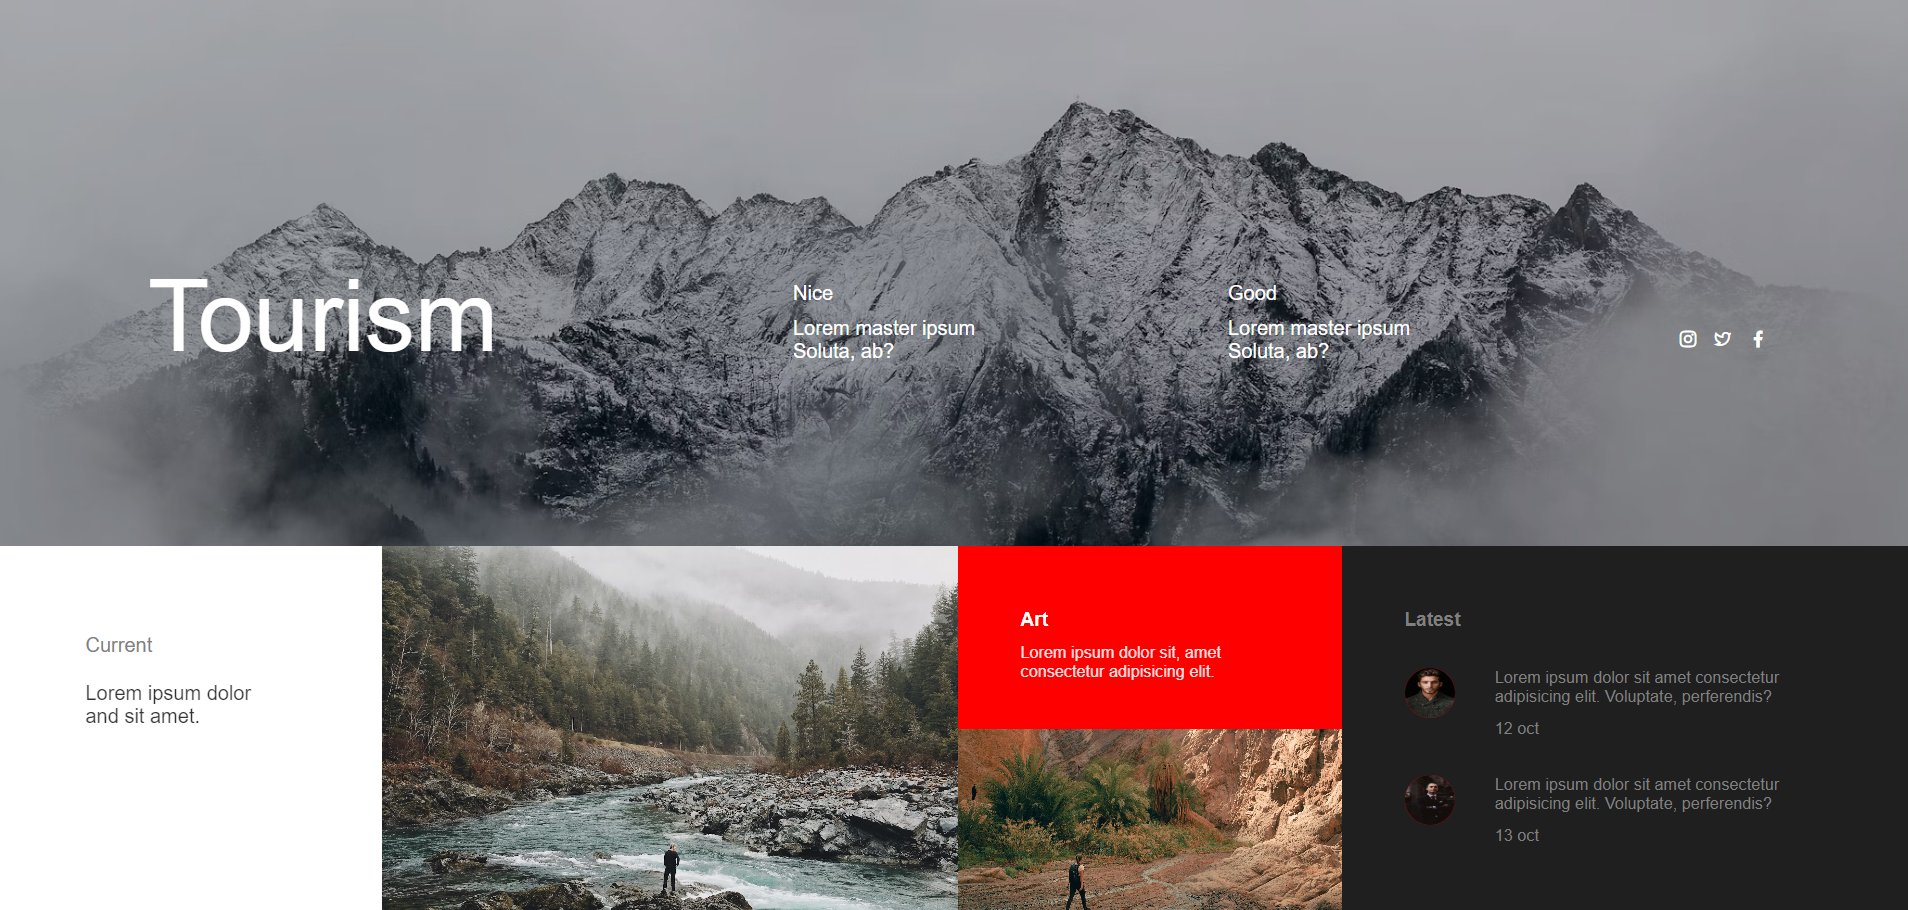 Tourism
Nice
Lorem master ipsum
Soluta, ab?
Good
Lorem master ipsum
Soluta, ab?
Current
Lorem ipsum dolor
and sit amet.
Art
Lorem ipsum dolor sit, amet
consectetur adipisicing elit.
Latest
Lorem ipsum dolor sit amet consectetur
adipisicing elit. Voluptate, perferendis?
12 oct
Lorem ipsum dolor sit amet consectetur
adipisicing elit. Voluptate, perferendis?
13 oct